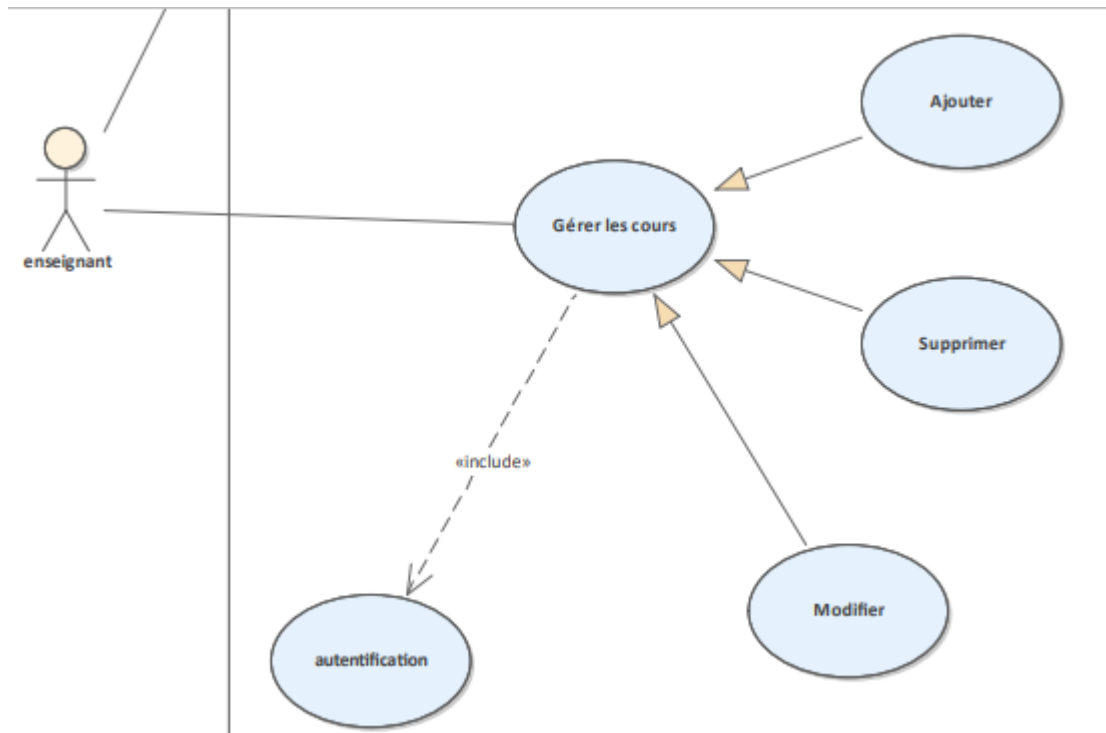 Ajouter
Gérer les cours
enseignant
Supprimer
«include»
Modifier
autentification